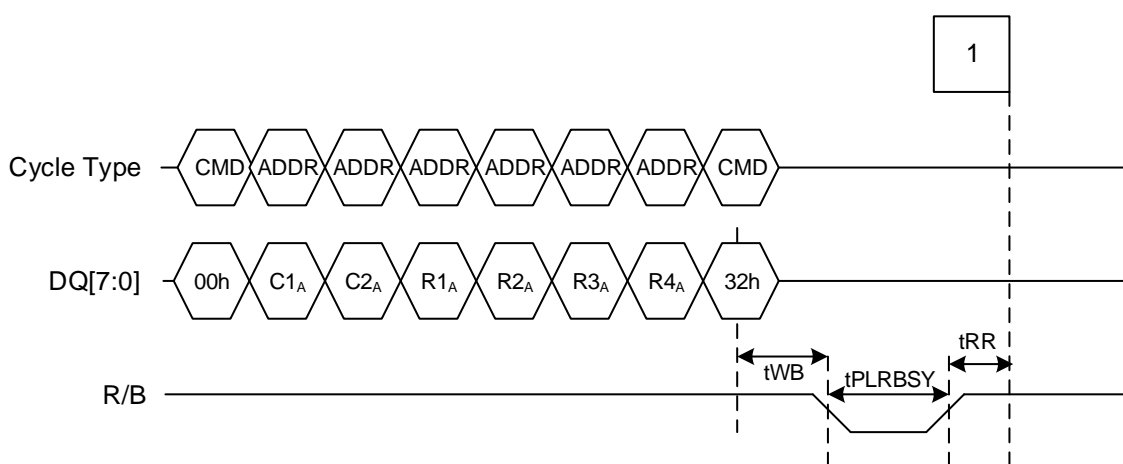 1
Cycle Type CMD ADDR ADDR ADDR ADDR ADDR ADDR CMD
DQ[7:0] 00h C1A C2A R1A R2A R3A R4A 32h
tWB tPLRBSY tRR
R/B